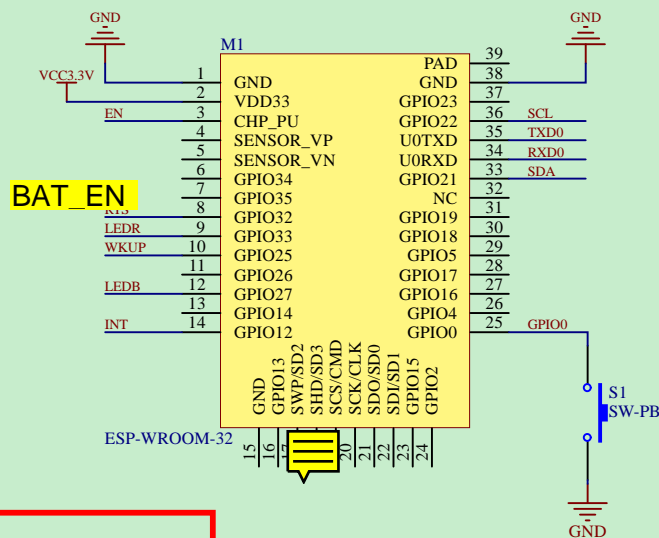 GND
GND
M1
VCC3.3V
1 GND
2 VDD33
EN 3 CHP_PU
4 SENSOR_VP
5 SENSOR_VN
6 GPIO34
7 GPIO35
BAT_EN
8 GPIO32
LEDR 9 GPIO33
WKUP 10 GPIO25
11 GPIO26
LEDB 12 GPIO27
13 GPIO14
INT 14 GPIO12
PAD 39
GND 38
GPIO23 37
GPIO22 36 SCL
U0TXD 35 TXD0
U0RXD 34 RXD0
GPIO21 33 SDA
NC 32
GPIO19 31
GPIO18 30
GPIO5 29
GPIO17 28
GPIO16 27
GPIO4 26
GPIO0 25 GPIO0
GND 15
GPIO13 16
SWP/SD2
SHD/SD3
SCS/CMD
SCK/CLK 20
SDO/SD0 21
SDI/SD1 22
GPIO15 23
GPIO2 24
ESP-WROOM-32
S1
SW-PB
GND